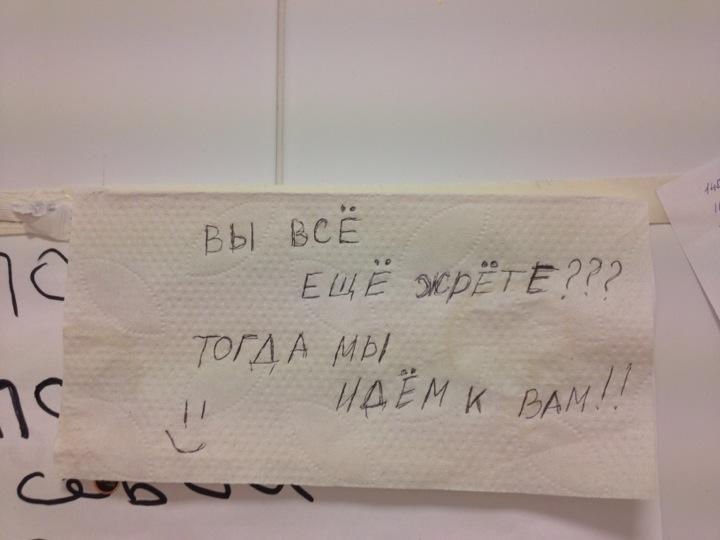 ВЫ ВСЁ
ЕЩЁ ЖРЁТЕ???
ТОГДА МЫ
ИДЁМ К ВАМ!!